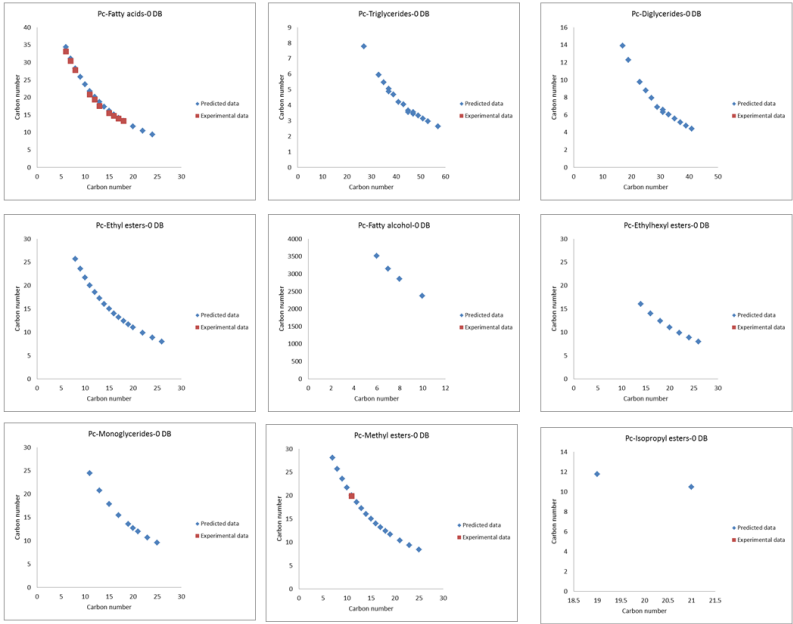 Pc-Fatty acids-0 DB
40
35
30
25
20
15
10
5
0
0 5 10 15 20 25 30
Carbon number
Carbon number
Predicted data
Experimental data
Pc-Triglycerides-0 DB
9
8
7
6
5
4
3
2
1
0
0 10 20 30 40 50 60
Carbon number
Carbon number
Predicted data
Experimental data
Pc-Diglycerides-0 DB
16
14
12
10
8
6
4
2
0
0 10 20 30 40 50
Carbon number
Carbon number
Predicted data
Experimental data
Pc-Ethyl esters-0 DB
30
25
20
15
10
5
0
0 5 10 15 20 25 30
Carbon number
Carbon number
Predicted data
Experimental data
Pc-Fatty alcohol-0 DB
4000
3500
3000
2500
2000
1500
1000
500
0
0 2 4 6 8 10 12
Carbon number
Carbon number
Predicted data
Experimental data
Pc-Ethylhexyl esters-0 DB
30
25
20
15
10
5
0
0 5 10 15 20 25 30
Carbon number
Carbon number
Predicted data
Experimental data
Pc-Monoglycerides-0 DB
30
25
20
15
10
5
0
0 5 10 15 20 25 30
Carbon number
Carbon number
Predicted data
Experimental data
Pc-Methyl esters-0 DB
30
25
20
15
10
5
0
0 5 10 15 20 25 30
Carbon number
Carbon number
Predicted data
Experimental data
Pc-Isopropyl esters-0 DB
14
12
10
8
6
4
2
0
18.5 19 19.5 20 20.5 21 21.5
Carbon number
Carbon number
Predicted data
Experimental data